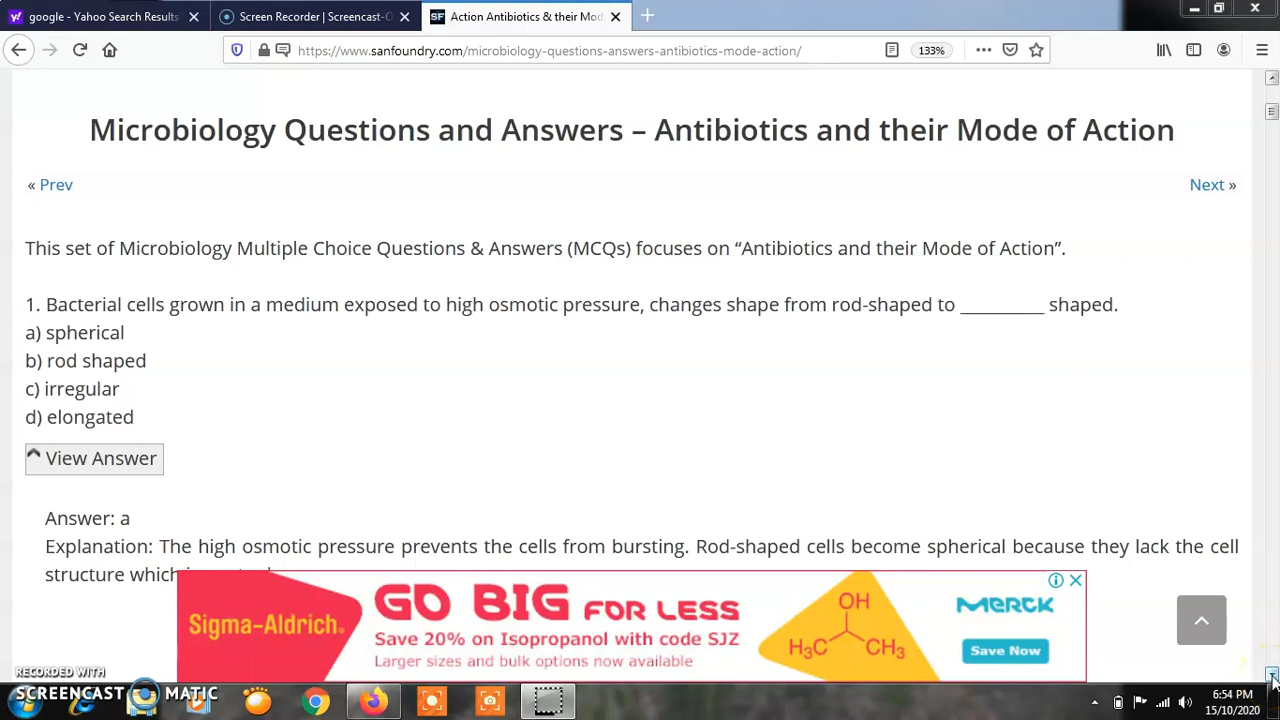 google - Yahoo Search Results
Screen Recorder | Screencast-O
Action Antibiotics & their Mod
https://www.sanfoundry.com/microbiology-questions-answers-antibiotics-mode-action/
133%
Microbiology Questions and Answers – Antibiotics and their Mode of Action
« Prev
Next »
This set of Microbiology Multiple Choice Questions & Answers (MCQs) focuses on “Antibiotics and their Mode of Action”.
1. Bacterial cells grown in a medium exposed to high osmotic pressure, changes shape from rod-shaped to _________ shaped.
a) spherical
b) rod shaped
c) irregular
d) elongated
View Answer
Answer: a
Explanation: The high osmotic pressure prevents the cells from bursting. Rod-shaped cells become spherical because they lack the cell
structure which
Sigma-Aldrich.
GO BIG FOR LESS
Save 20% on Isopropanol with code SJZ
Larger sizes and bulk options now available
OH
H3C CH3
MERCK
Save Now
RECORDED WITH
SCREENCAST MATIC
6:54 PM
15/10/2020